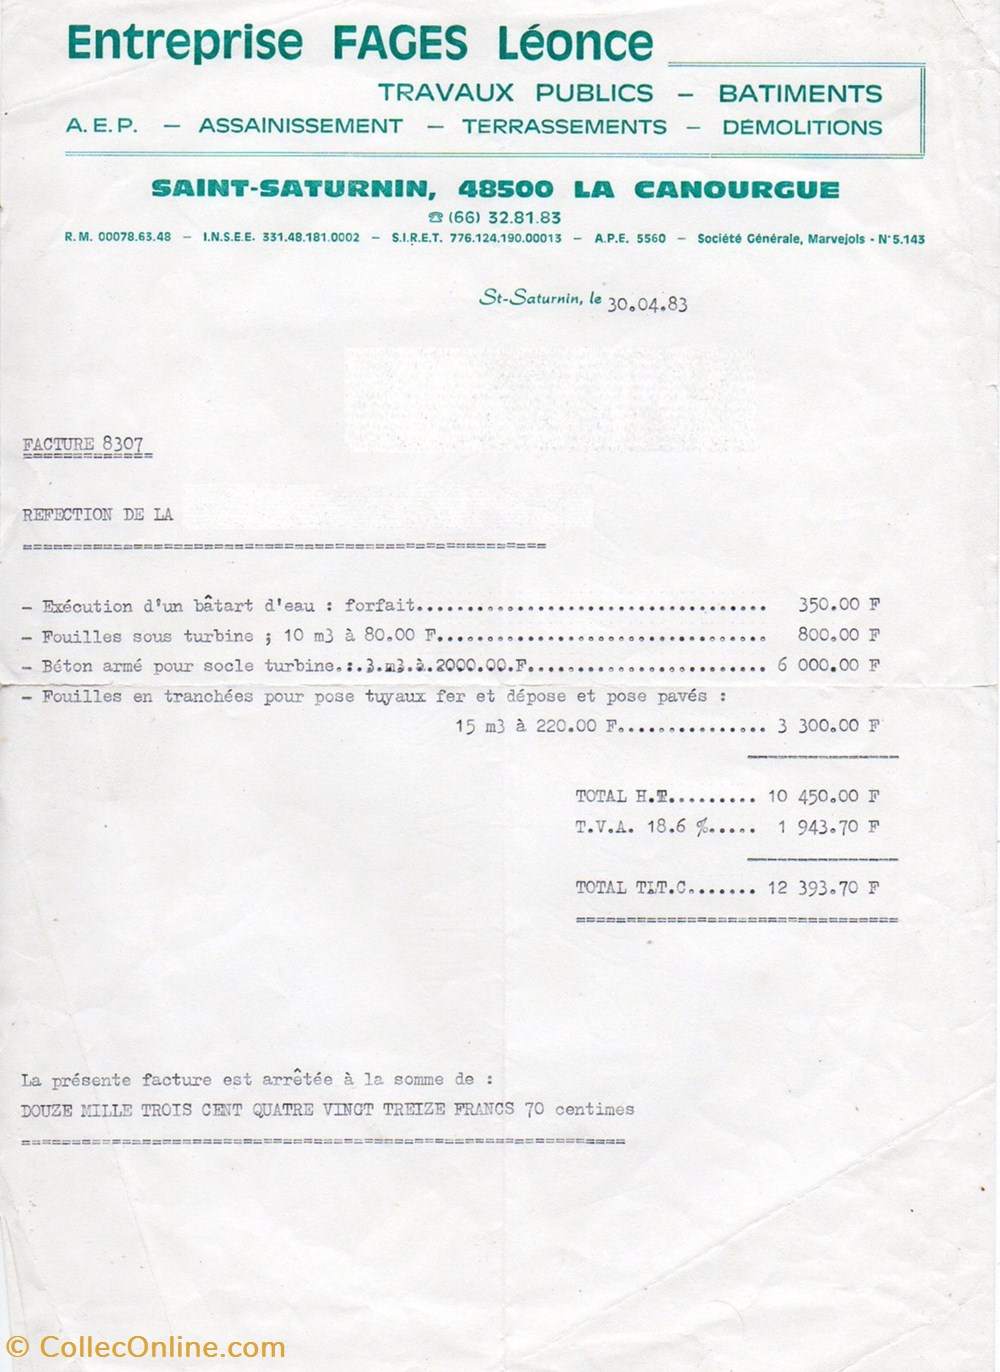 Entreprise FAGES Léonce
TRAVAUX PUBLICS — BATIMENTS
A.E.P. — ASSAINISSEMENT — TERRASSEMENTS — DÉMOLITIONS
SAINT-SATURNIN, 48500 LA CANOURGUE
☎ (66) 32.81.83
R.M. 00078.63.48 — I.N.S.E.E. 331.48.181.0002 — S.I.R.E.T. 776.124.190.00013 — A.P.E. 5560 — Société Générale, Marvejols - N° 5.143
St-Saturnin, le 30.04.83
FACTURE 8307
REFECTION DE LA
- Exécution d'un bâtart d'eau : forfait........................................ 350.00 F
- Fouilles sous turbine ; 10 m3 à 80.00 F...................................... 800.00 F
- Béton armé pour socle turbine.:.3.m3.à.2000.00.F............................ 6 000.00 F
- Fouilles en tranchées pour pose tuyaux fer et dépose et pose pavés :
15 m3 à 220.00 F............... 3 300.00 F
TOTAL H.T......... 10 450.00 F
T.V.A. 18.6 %..... 1 943.70 F
TOTAL T.T.C....... 12 393.70 F
La présente facture est arrêtée à la somme de :
DOUZE MILLE TROIS CENT QUATRE VINGT TREIZE FRANCS 70 centimes
© CollecOnline.com